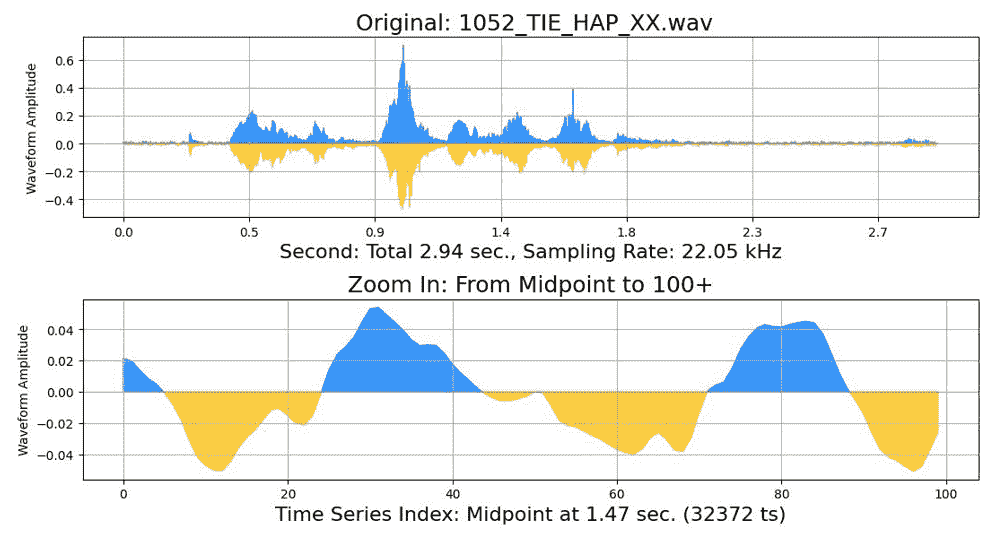 Original: 1052_TIE_HAP_XX.wav
Waveform Amplitude
0.6
0.4
0.2
0.0
−0.2
−0.4
0.0 0.5 0.9 1.4 1.8 2.3 2.7
Second: Total 2.94 sec., Sampling Rate: 22.05 kHz
Zoom In: From Midpoint to 100+
Waveform Amplitude
0.04
0.02
0.00
−0.02
−0.04
0 20 40 60 80 100
Time Series Index: Midpoint at 1.47 sec. (32372 ts)